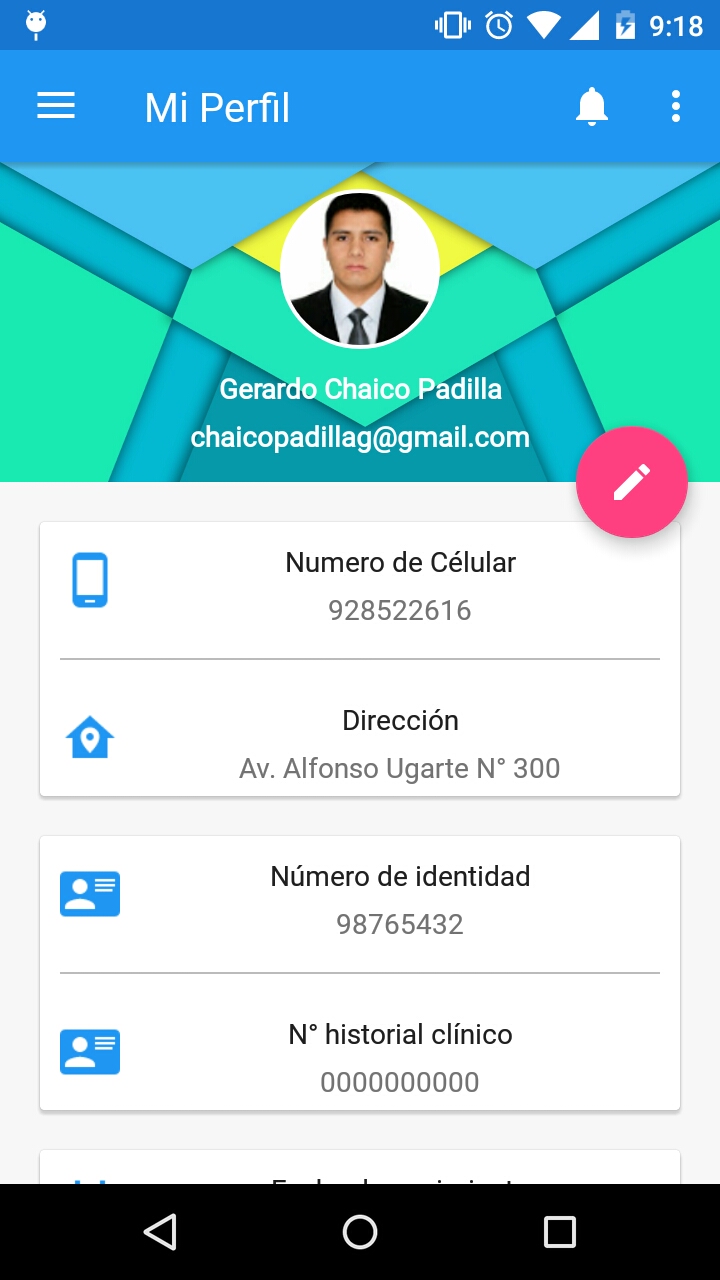 9:18
Mi Perfil
Gerardo Chaico Padilla
chaicopadillag@gmail.com
Numero de Célular
928522616
Dirección
Av. Alfonso Ugarte N° 300
Número de identidad
98765432
N° historial clínico
0000000000